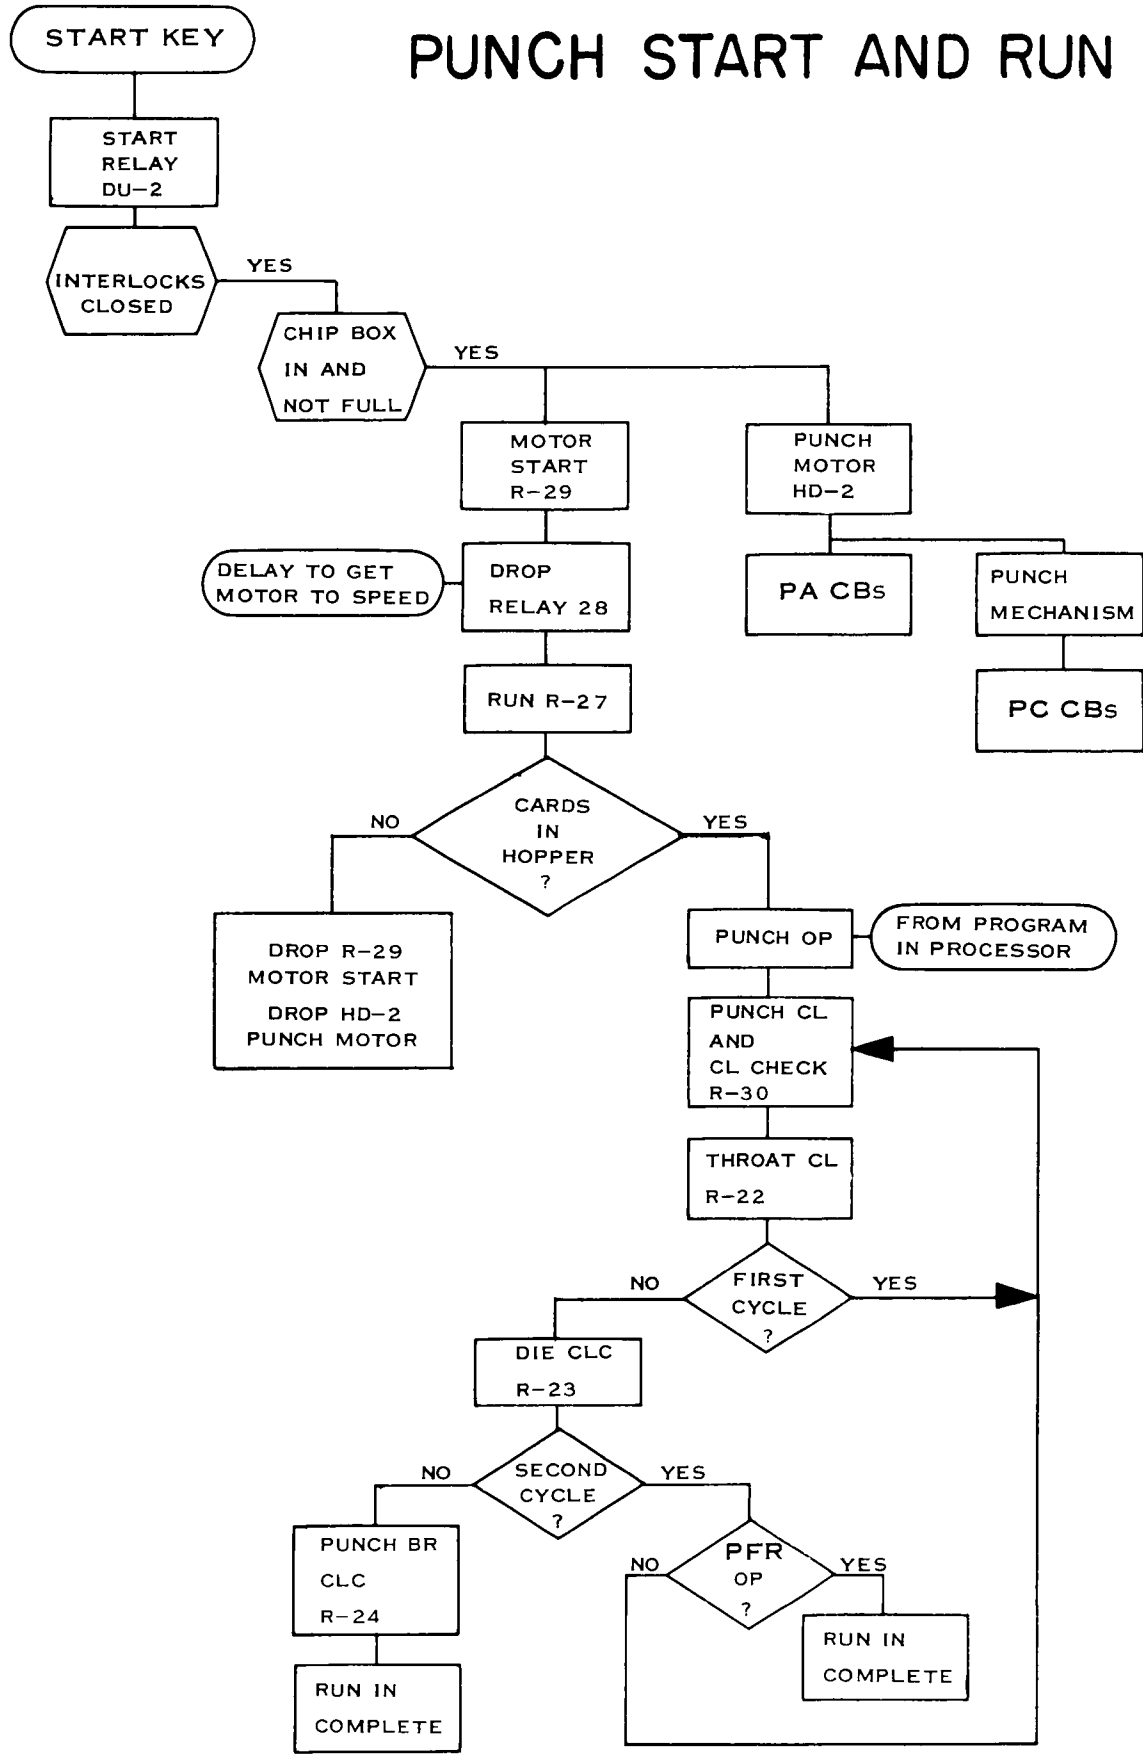 START KEY
PUNCH START AND RUN
START
RELAY
DU-2
INTERLOCKS
CLOSED
YES
CHIP BOX
IN AND
NOT FULL
YES
MOTOR
START
R-29
PUNCH
MOTOR
HD-2
DELAY TO GET
MOTOR TO SPEED
DROP
RELAY 28
PA CBs
PUNCH
MECHANISM
RUN R-27
PC CBs
CARDS
IN
HOPPER
?
NO
YES
DROP R-29
MOTOR START
DROP HD-2
PUNCH MOTOR
PUNCH OP
FROM PROGRAM
IN PROCESSOR
PUNCH CL
AND
CL CHECK
R-30
THROAT CL
R-22
FIRST
CYCLE
?
NO
YES
DIE CLC
R-23
SECOND
CYCLE
?
NO
YES
PUNCH BR
CLC
R-24
PFR
OP
?
NO
YES
RUN IN
COMPLETE
RUN IN
COMPLETE